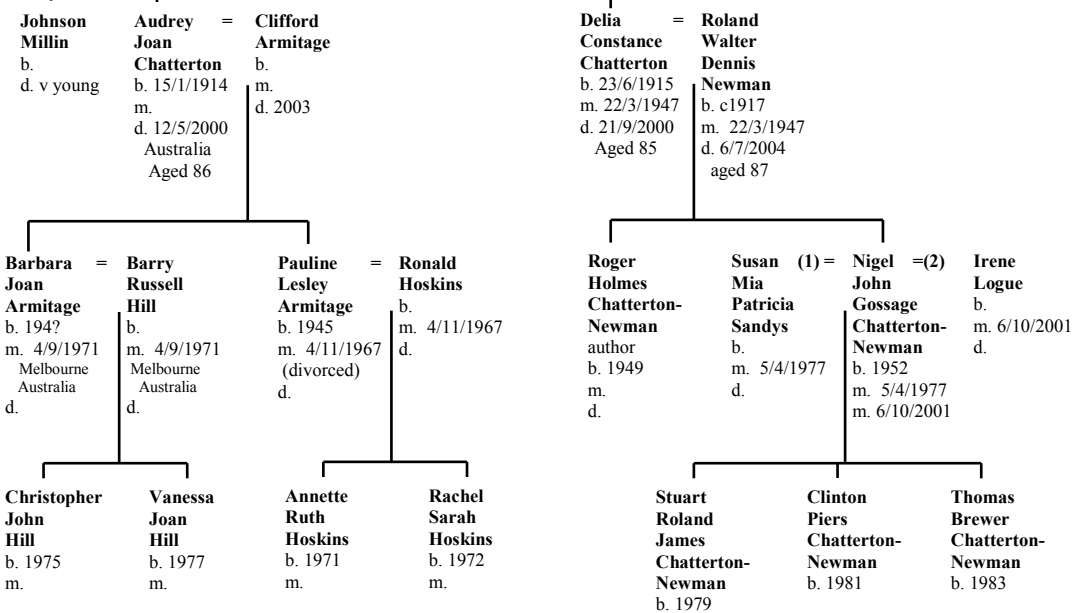 Johnson
Millin
b.
d. v young
Audrey =
Joan
Chatterton
b. 15/1/1914
m.
d. 12/5/2000
Australia
Aged 86
Clifford
Armitage
b.
m.
d. 2003
Delia =
Constance
Chatterton
b. 23/6/1915
m. 22/3/1947
d. 21/9/2000
Aged 85
Roland
Walter
Dennis
Newman
b. c1917
m. 22/3/1947
d. 6/7/2004
aged 87
Barbara =
Joan
Armitage
b. 194?
m. 4/9/1971
Melbourne
Australia
d.
Barry
Russell
Hill
b.
m. 4/9/1971
Melbourne
Australia
d.
Pauline =
Lesley
Armitage
b. 1945
m. 4/11/1967
(divorced)
d.
Ronald
Hoskins
b.
m. 4/11/1967
d.
Roger
Holmes
Chatterton-
Newman
author
b. 1949
m.
d.
Susan (1) =
Mia
Patricia
Sandys
b.
m. 5/4/1977
d.
Nigel =(2)
John
Gossage
Chatterton-
Newman
b. 1952
m. 5/4/1977
m. 6/10/2001
Irene
Logue
b.
m. 6/10/2001
d.
Christopher
John
Hill
b. 1975
m.
Vanessa
Joan
Hill
b. 1977
m.
Annette
Ruth
Hoskins
b. 1971
m.
Rachel
Sarah
Hoskins
b. 1972
m.
Stuart
Roland
James
Chatterton-
Newman
b. 1979
Clinton
Piers
Chatterton-
Newman
b. 1981
Thomas
Brewer
Chatterton-
Newman
b. 1983